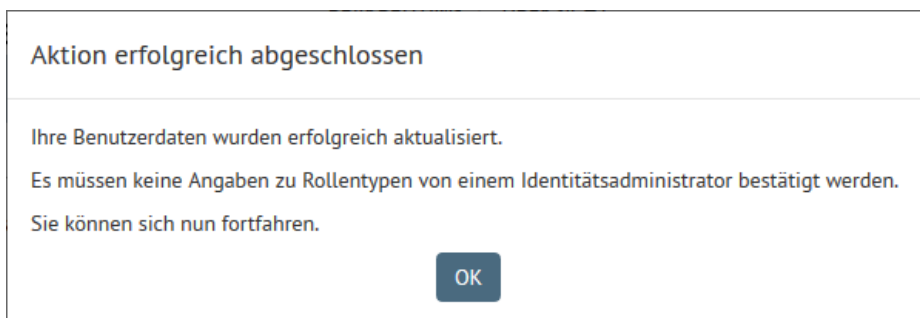 Aktion erfolgreich abgeschlossen
Ihre Benutzerdaten wurden erfolgreich aktualisiert.
Es müssen keine Angaben zu Rollentypen von einem Identitätsadministrator bestätigt werden.
Sie können sich nun fortfahren.
OK